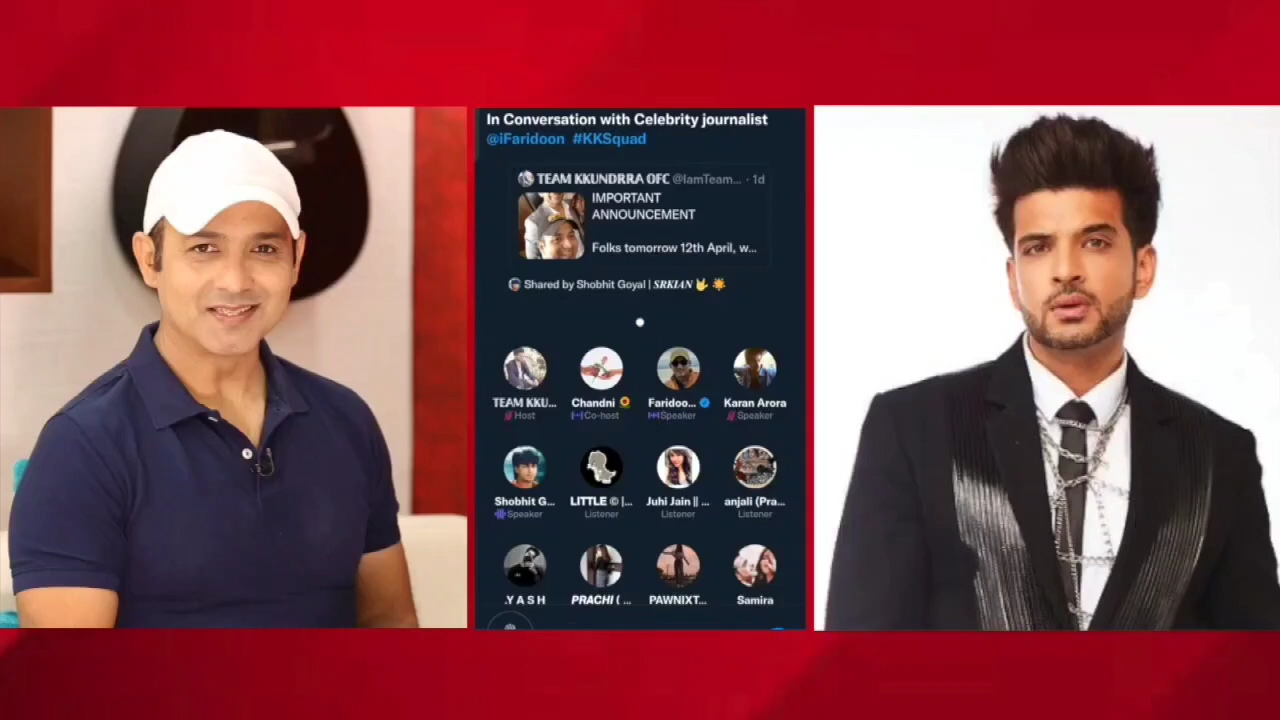 In Conversation with Celebrity journalist
@iFaridoon #KKSquad
TEAM KKUNDRRA OFC @IamTeam... · 1d
IMPORTANT
ANNOUNCEMENT
Folks tomorrow 12th April, w...
Shared by Shobhit Goyal | SRKIAN 🤟 ☀️
TEAM KKU... Chandni 🌻 Faridoo... Karan Arora
Host Co-host Speaker Speaker
Shobhit G... LITTLE © |... Juhi Jain || ... anjali (Pra...
Speaker Listener Listener Listener
.Y A S H PRACHI ( ... PAWNIXT... Samira